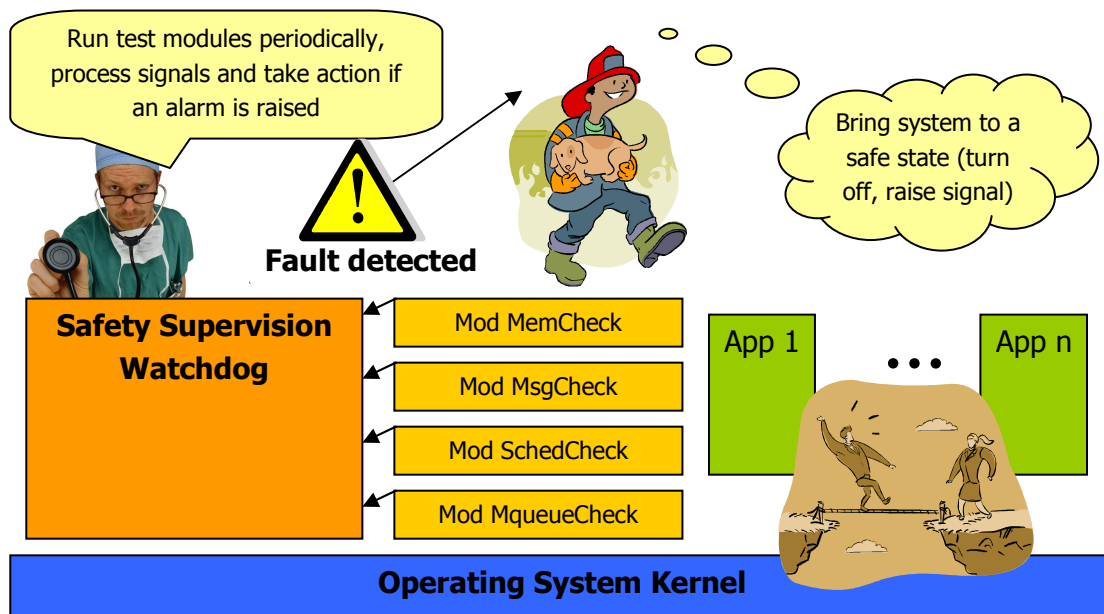 Run test modules periodically,
process signals and take action if
an alarm is raised
Bring system to a
safe state (turn
off, raise signal)
!
Fault detected
Safety Supervision
Watchdog
Mod MemCheck
Mod MsgCheck
Mod SchedCheck
Mod MqueueCheck
App 1
...
App n
Operating System Kernel